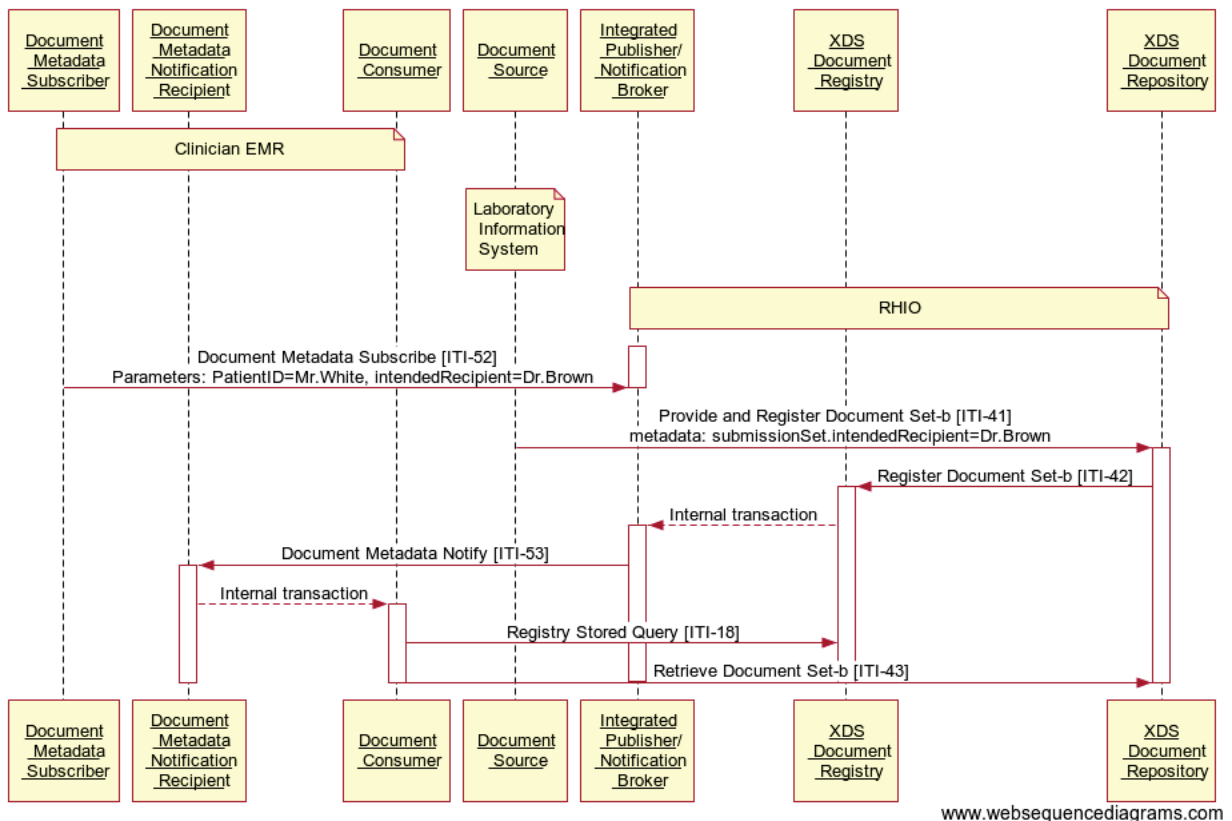 Document
Metadata
Subscriber
Document
Metadata
Notification
Recipient
Document
Consumer
Document
Source
Integrated
Publisher/
Notification
Broker
XDS
Document
Registry
XDS
Document
Repository
Clinician EMR
Laboratory
Information
System
RHIO
Document Metadata Subscribe [ITI-52]
Parameters: PatientID=Mr.White, intendedRecipient=Dr.Brown
Provide and Register Document Set-b [ITI-41]
metadata: submissionSet.intendedRecipient=Dr.Brown
Register Document Set-b [ITI-42]
Internal transaction
Document Metadata Notify [ITI-53]
Internal transaction
Registry Stored Query [ITI-18]
Retrieve Document Set-b [ITI-43]
Document
Metadata
Subscriber
Document
Metadata
Notification
Recipient
Document
Consumer
Document
Source
Integrated
Publisher/
Notification
Broker
XDS
Document
Registry
XDS
Document
Repository
www.websequencediagrams.com